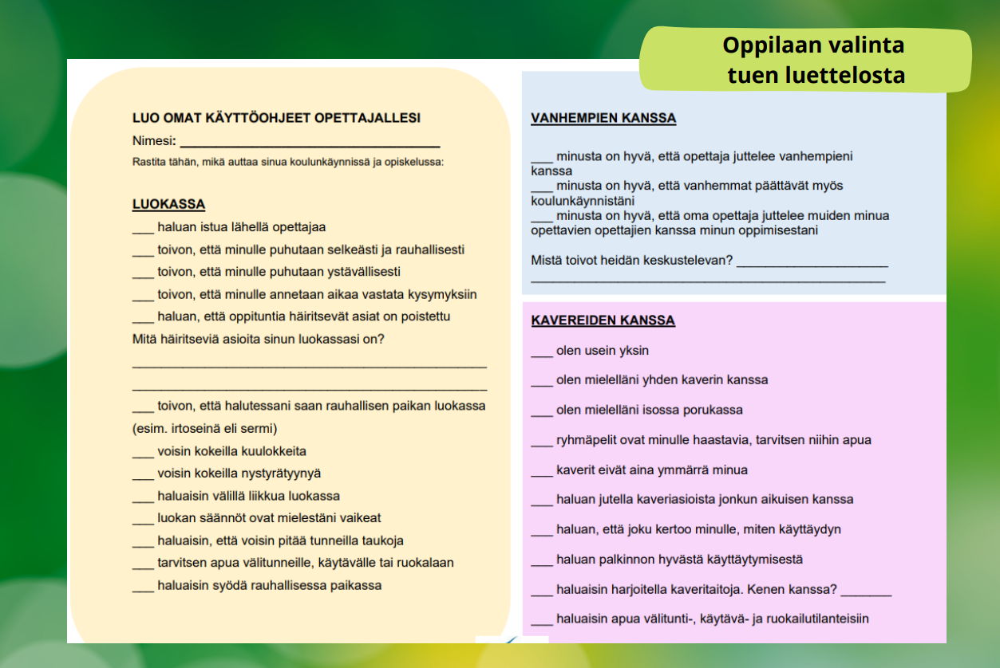 Oppilaan valinta
tuen luettelosta
LUO OMAT KÄYTTÖOHJEET OPETTAJALLESI
Nimesi: ____________________________________
Rastita tähän, mikä auttaa sinua koulunkäynnissä ja opiskelussa:
LUOKASSA
___ haluan istua lähellä opettajaa
___ toivon, että minulle puhutaan selkeästi ja rauhallisesti
___ toivon, että minulle puhutaan ystävällisesti
___ toivon, että minulle annetaan aikaa vastata kysymyksiin
___ haluan, että oppituntia häiritsevät asiat on poistettu
Mitä häiritseviä asioita sinun luokassasi on?
_________________________________________________
_________________________________________________
___ toivon, että halutessani saan rauhallisen paikan luokassa
(esim. irtoseinä eli sermi)
___ voisin kokeilla kuulokkeita
___ voisin kokeilla nystyrätyynyä
___ haluaisin välillä liikkua luokassa
___ luokan säännöt ovat mielestäni vaikeat
___ haluaisin, että voisin pitää tunneilla taukoja
___ tarvitsen apua välitunneille, käytävälle tai ruokalaan
___ haluaisin syödä rauhallisessa paikassa
VANHEMPIEN KANSSA
___ minusta on hyvä, että opettaja juttelee vanhempieni
kanssa
___ minusta on hyvä, että vanhemmat päättävät myös
koulunkäynnistäni
___ minusta on hyvä, että oma opettaja juttelee muiden minua
opettavien opettajien kanssa minun oppimisestani
Mistä toivot heidän keskustelevan? _____________________
_________________________________________________
KAVEREIDEN KANSSA
___ olen usein yksin
___ olen mielelläni yhden kaverin kanssa
___ olen mielelläni isossa porukassa
___ ryhmäpelit ovat minulle haastavia, tarvitsen niihin apua
___ kaverit eivät aina ymmärrä minua
___ haluan jutella kaveriasioista jonkun aikuisen kanssa
___ haluan, että joku kertoo minulle, miten käyttäydyn
___ haluan palkinnon hyvästä käyttäytymisestä
___ haluaisin harjoitella kaveritaitoja. Kenen kanssa? _______
___ haluaisin apua välitunti-, käytävä- ja ruokailutilanteisiin